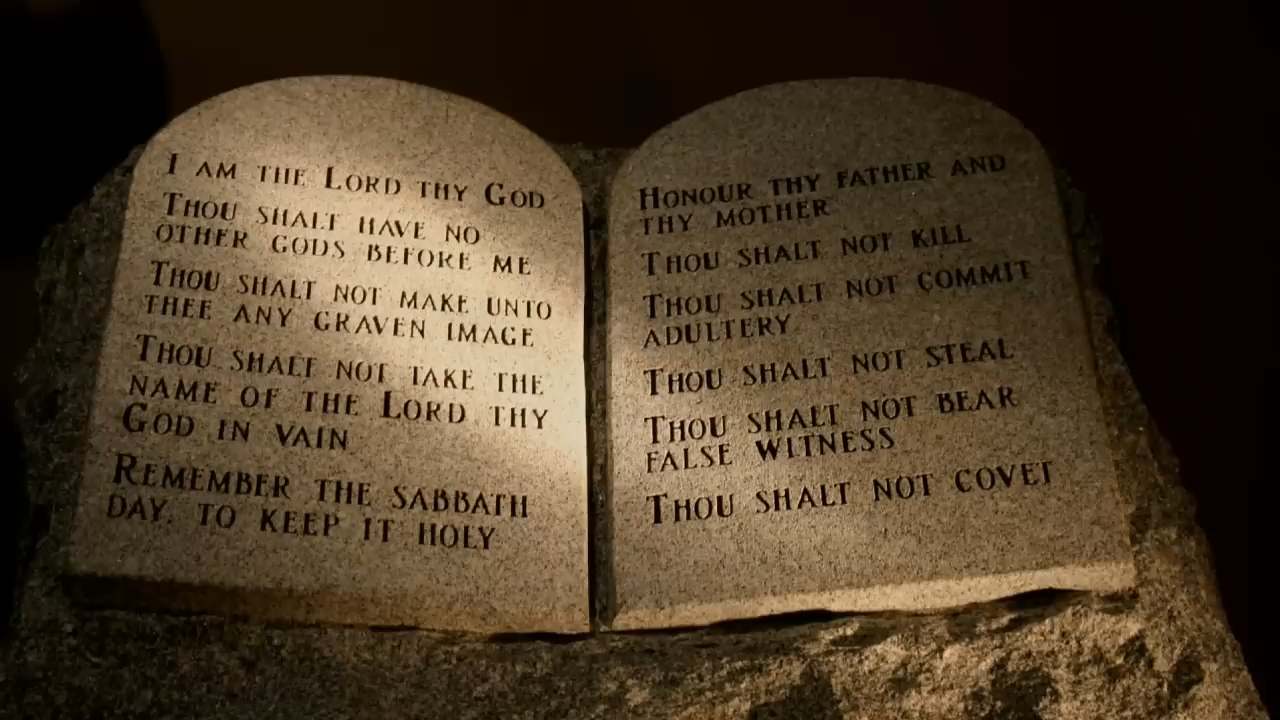 I AM THE LORD THY GOD
THOU SHALT HAVE NO
OTHER GODS BEFORE ME
THOU SHALT NOT MAKE UNTO
THEE ANY GRAVEN IMAGE
THOU SHALT NOT TAKE THE
NAME OF THE LORD THY
GOD IN VAIN
REMEMBER THE SABBATH
DAY, TO KEEP IT HOLY
HONOUR THY FATHER AND
THY MOTHER
THOU SHALT NOT KILL
THOU SHALT NOT COMMIT
ADULTERY
THOU SHALT NOT STEAL
THOU SHALT NOT BEAR
FALSE WITNESS
THOU SHALT NOT COVET